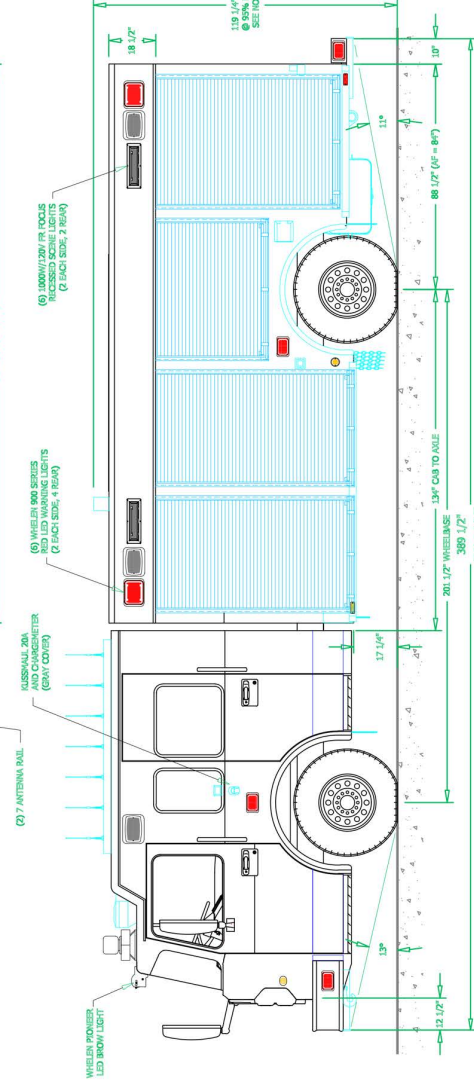 119 1/4"
@ 95%
18 1/2"
(6) 1000W/120V FR FOCUS
RECESSED SCENE LIGHTS
(2 EACH SIDE, 2 REAR)
(6) WHELEN 900 SERIES
RED LED WARNING LIGHTS
(2 EACH SIDE, 4 REAR)
KUSSMAUL 20A
AND CHARGEMETER
(GRAY COVER)
(2) 7 ANTENNA RAIL
WHELEN PIONEER
LED BROW LIGHT
10"
11°
88 1/2" (AF = 84")
134" CAB TO AXLE
201 1/2" WHEELBASE
389 1/2"
17 1/4"
13°
12 1/2"